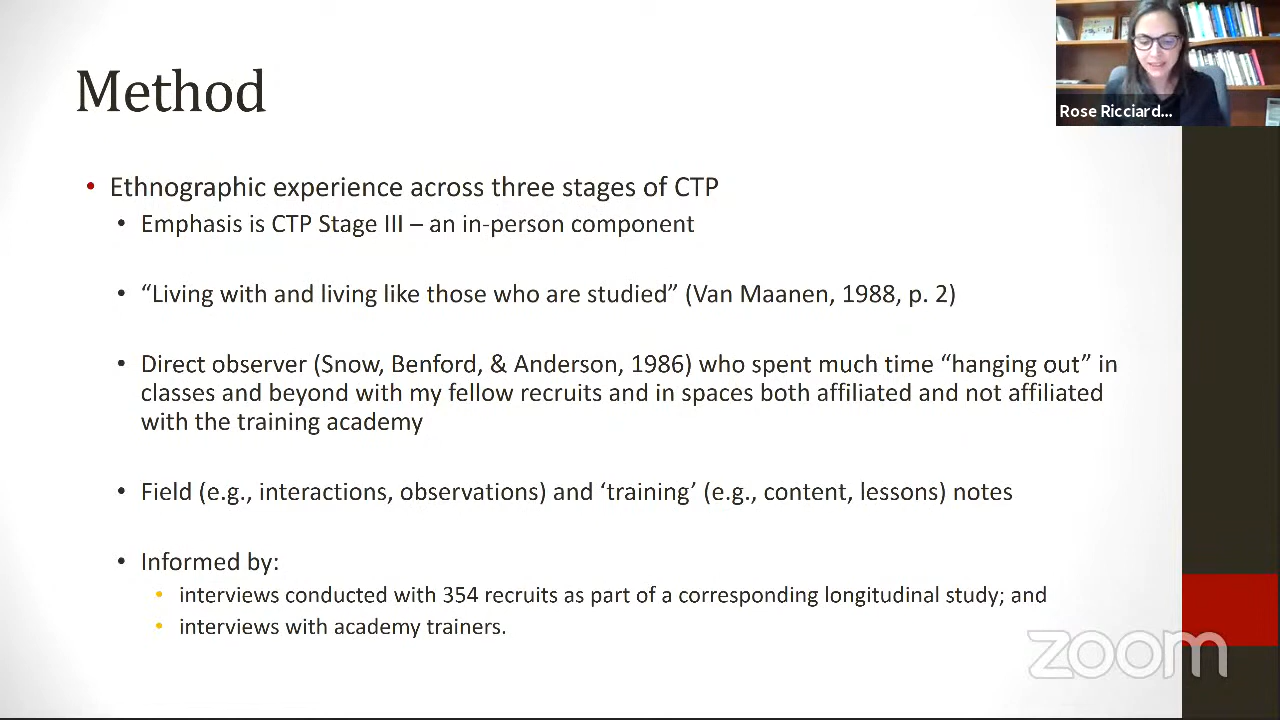 Method
Rose Ricciard...
• Ethnographic experience across three stages of CTP
• Emphasis is CTP Stage III – an in-person component
• “Living with and living like those who are studied” (Van Maanen, 1988, p. 2)
• Direct observer (Snow, Benford, & Anderson, 1986) who spent much time “hanging out” in
classes and beyond with my fellow recruits and in spaces both affiliated and not affiliated
with the training academy
• Field (e.g., interactions, observations) and ‘training’ (e.g., content, lessons) notes
• Informed by:
• interviews conducted with 354 recruits as part of a corresponding longitudinal study; and
• interviews with academy trainers.
zoom